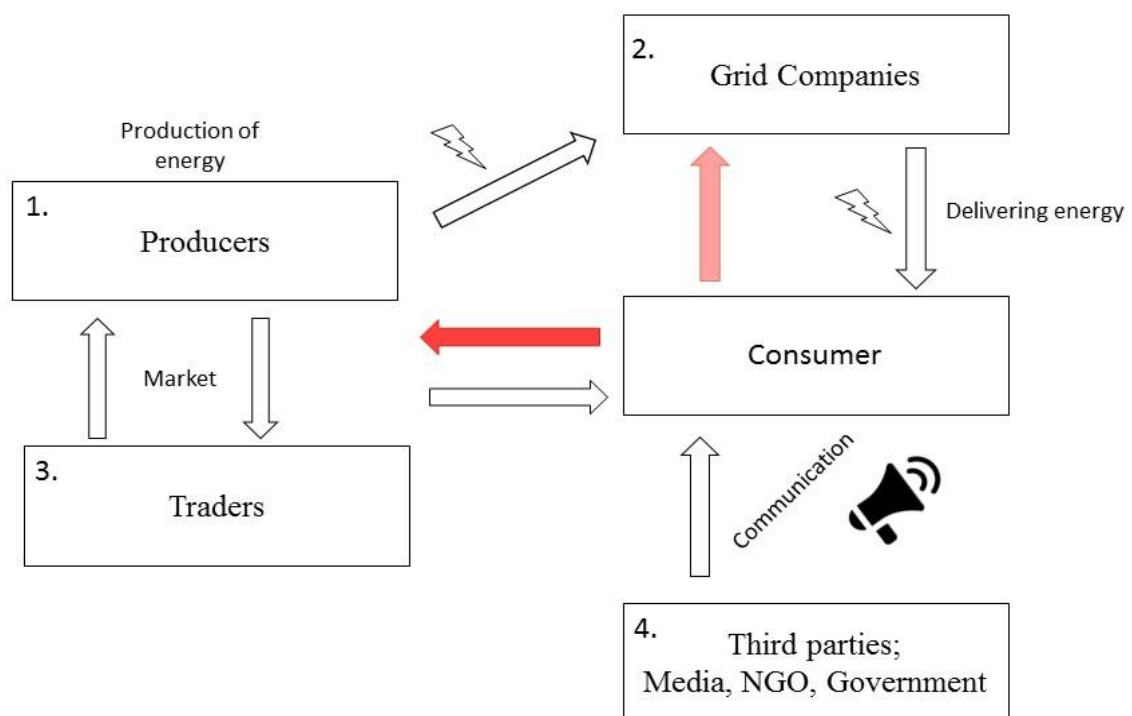 2.
Grid Companies
Production of
energy
1.
Producers
Delivering energy
Consumer
Market
3.
Traders
Communication
4.
Third parties;
Media, NGO, Government